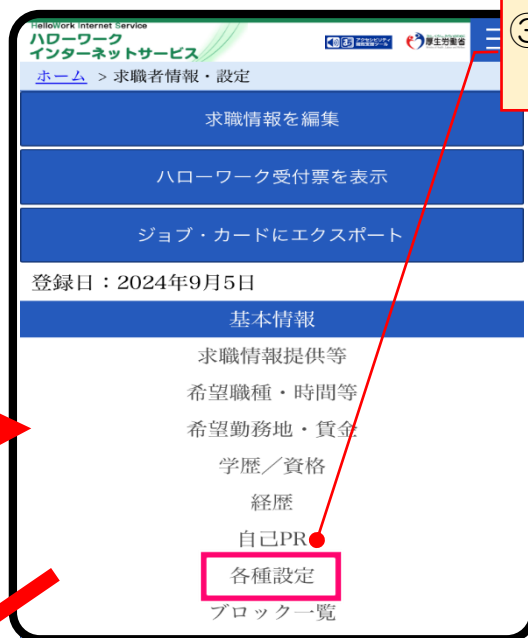 HelloWork Internet Service
ハローワーク
インターネットサービス
厚生労働省
③
ホーム > 求職者情報・設定
求職情報を編集
ハローワーク受付票を表示
ジョブ・カードにエクスポート
登録日：2024年9月5日
基本情報
求職情報提供等
希望職種・時間等
希望勤務地・賃金
学歴／資格
経歴
自己PR
各種設定
ブロック一覧